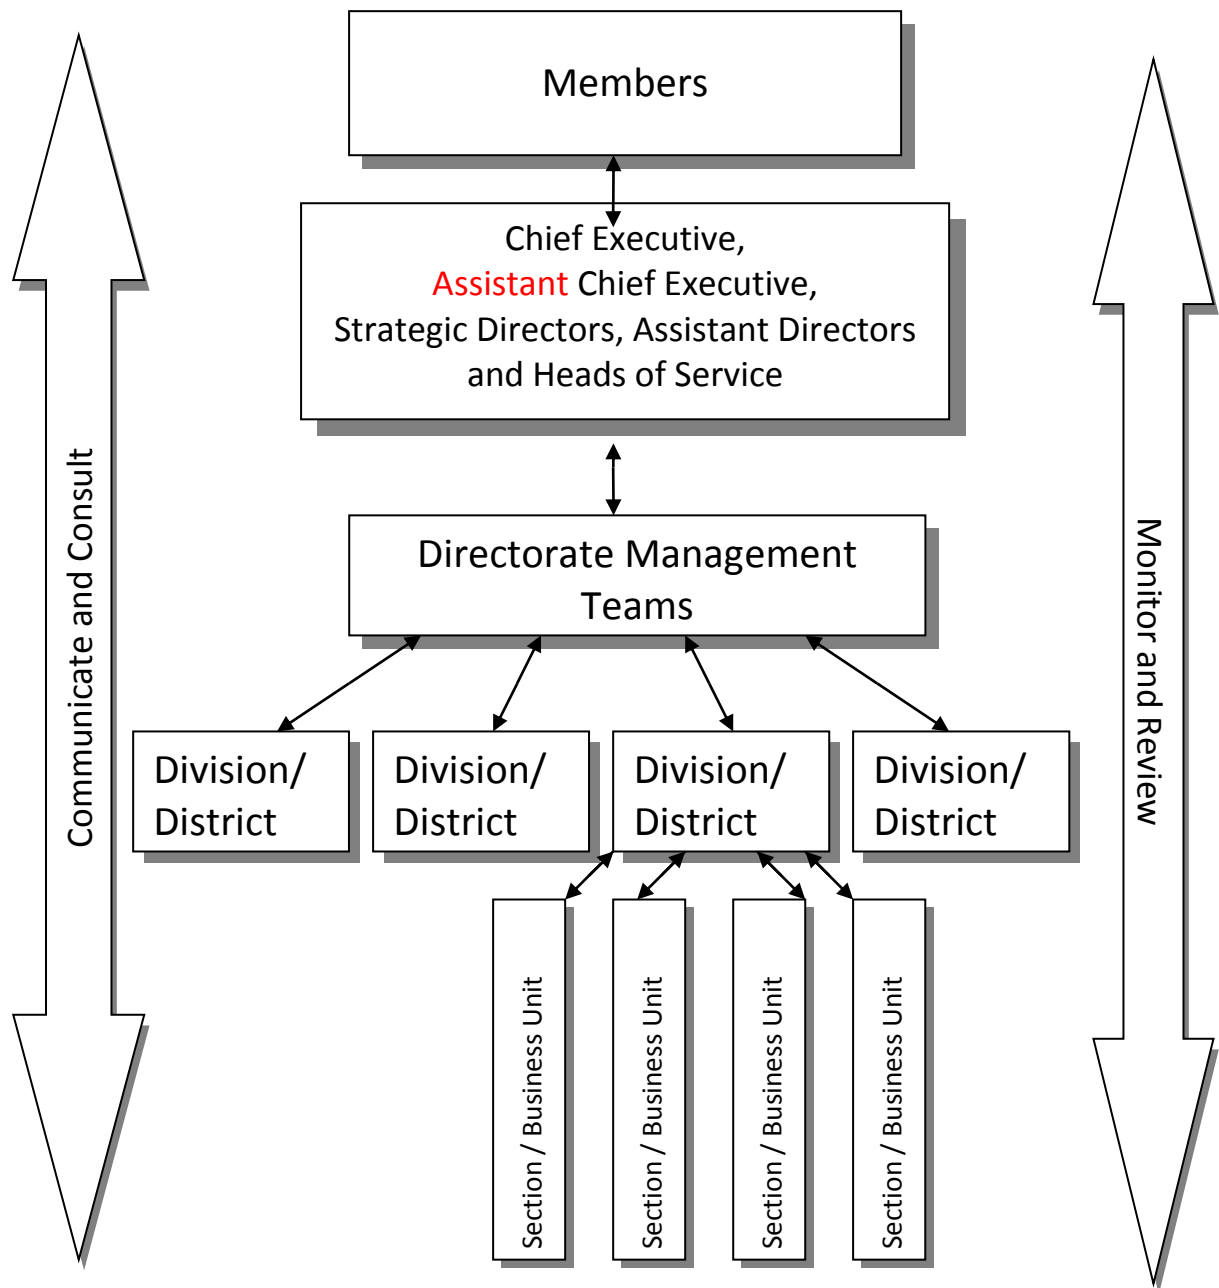 Members
Chief Executive,
Assistant Chief Executive,
Strategic Directors, Assistant Directors
and Heads of Service
Communicate and Consult
Monitor and Review
Directorate Management
Teams
Division/
District
Division/
District
Division/
District
Division/
District
Section / Business Unit
Section / Business Unit
Section / Business Unit
Section / Business Unit